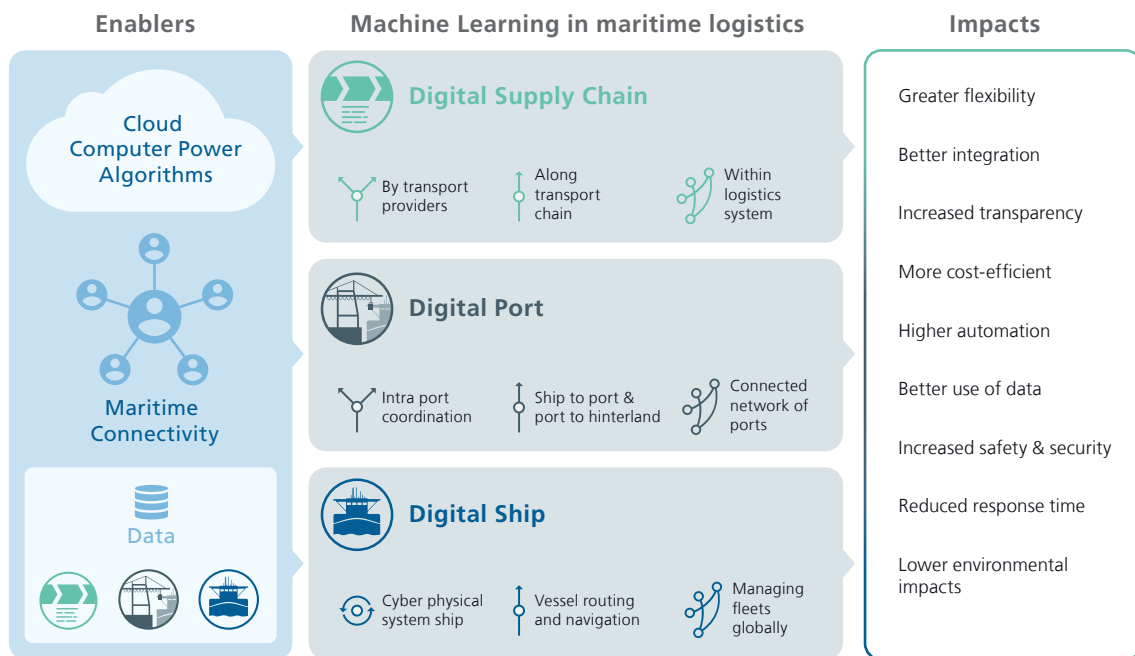 Enablers
Machine Learning in maritime logistics
Impacts
Cloud
Computer Power
Algorithms
Maritime
Connectivity
Data
Digital Supply Chain
By transport
providers
Along
transport
chain
Within
logistics
system
Digital Port
Intra port
coordination
Ship to port &
port to hinterland
Connected
network of
ports
Digital Ship
Cyber physical
system ship
Vessel routing
and navigation
Managing
fleets
globally
Greater flexibility
Better integration
Increased transparency
More cost-efficient
Higher automation
Better use of data
Increased safety & security
Reduced response time
Lower environmental
impacts